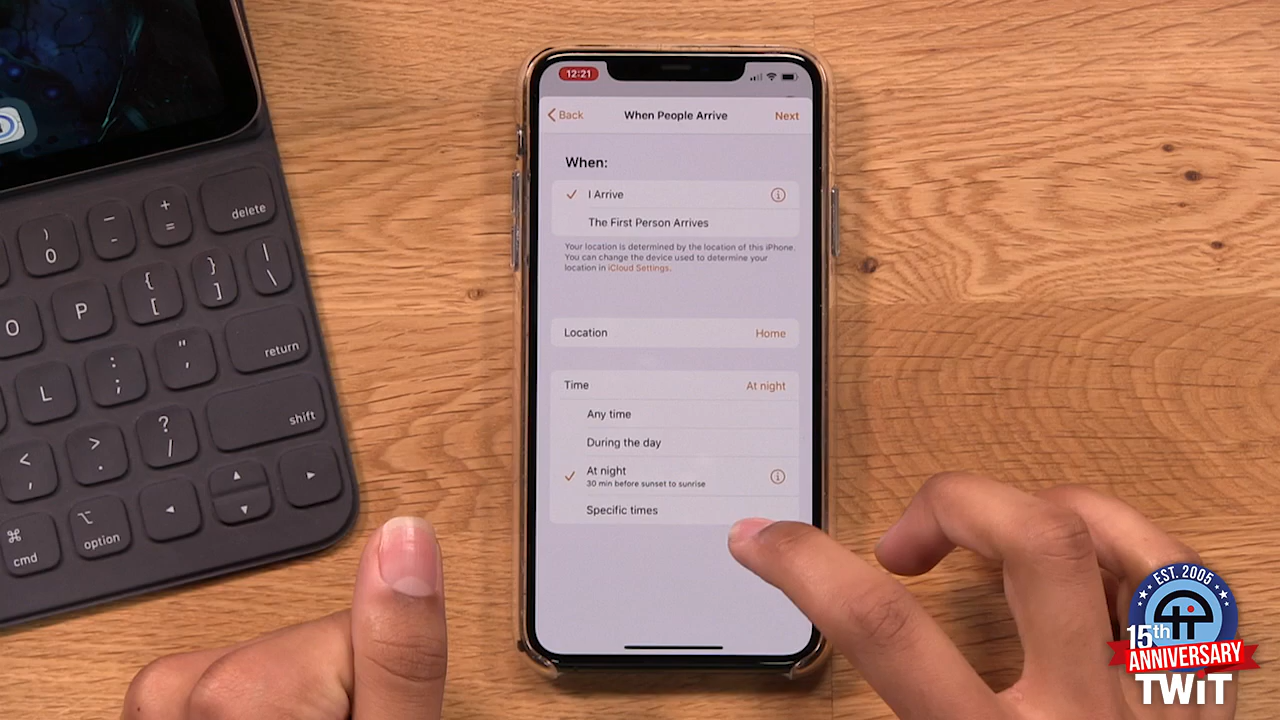 12:21
Back
When People Arrive
Next
When:
I Arrive
The First Person Arrives
Your location is determined by the location of this iPhone.
You can change the device used to determine your
location in iCloud Settings.
Location
Home
Time
At night
Any time
During the day
At night
30 min before sunset to sunrise
Specific times
) 0
_ -
+ =
delete
O
P
{ [
} ]
| \
L
: ;
" '
return
< ,
> .
? /
shift
⌘ cmd
⌥ option
◀
▲
▼
▶
EST. 2005
15th
ANNIVERSARY
TWiT